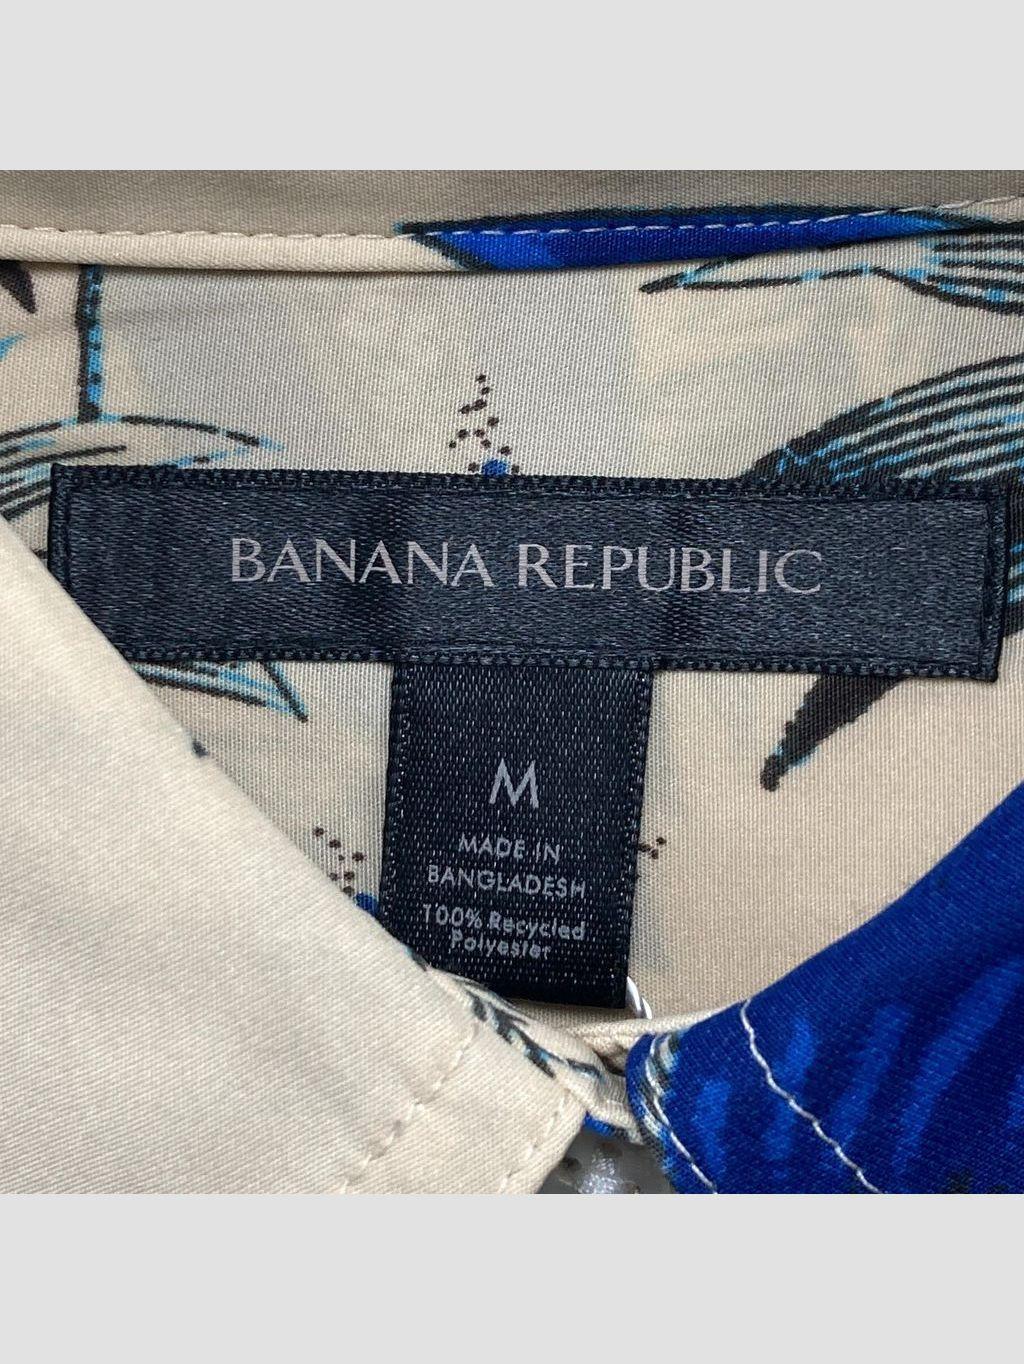 BANANA REPUBLIC
M
MADE IN
BANGLADESH
100% Recycled
Polyester